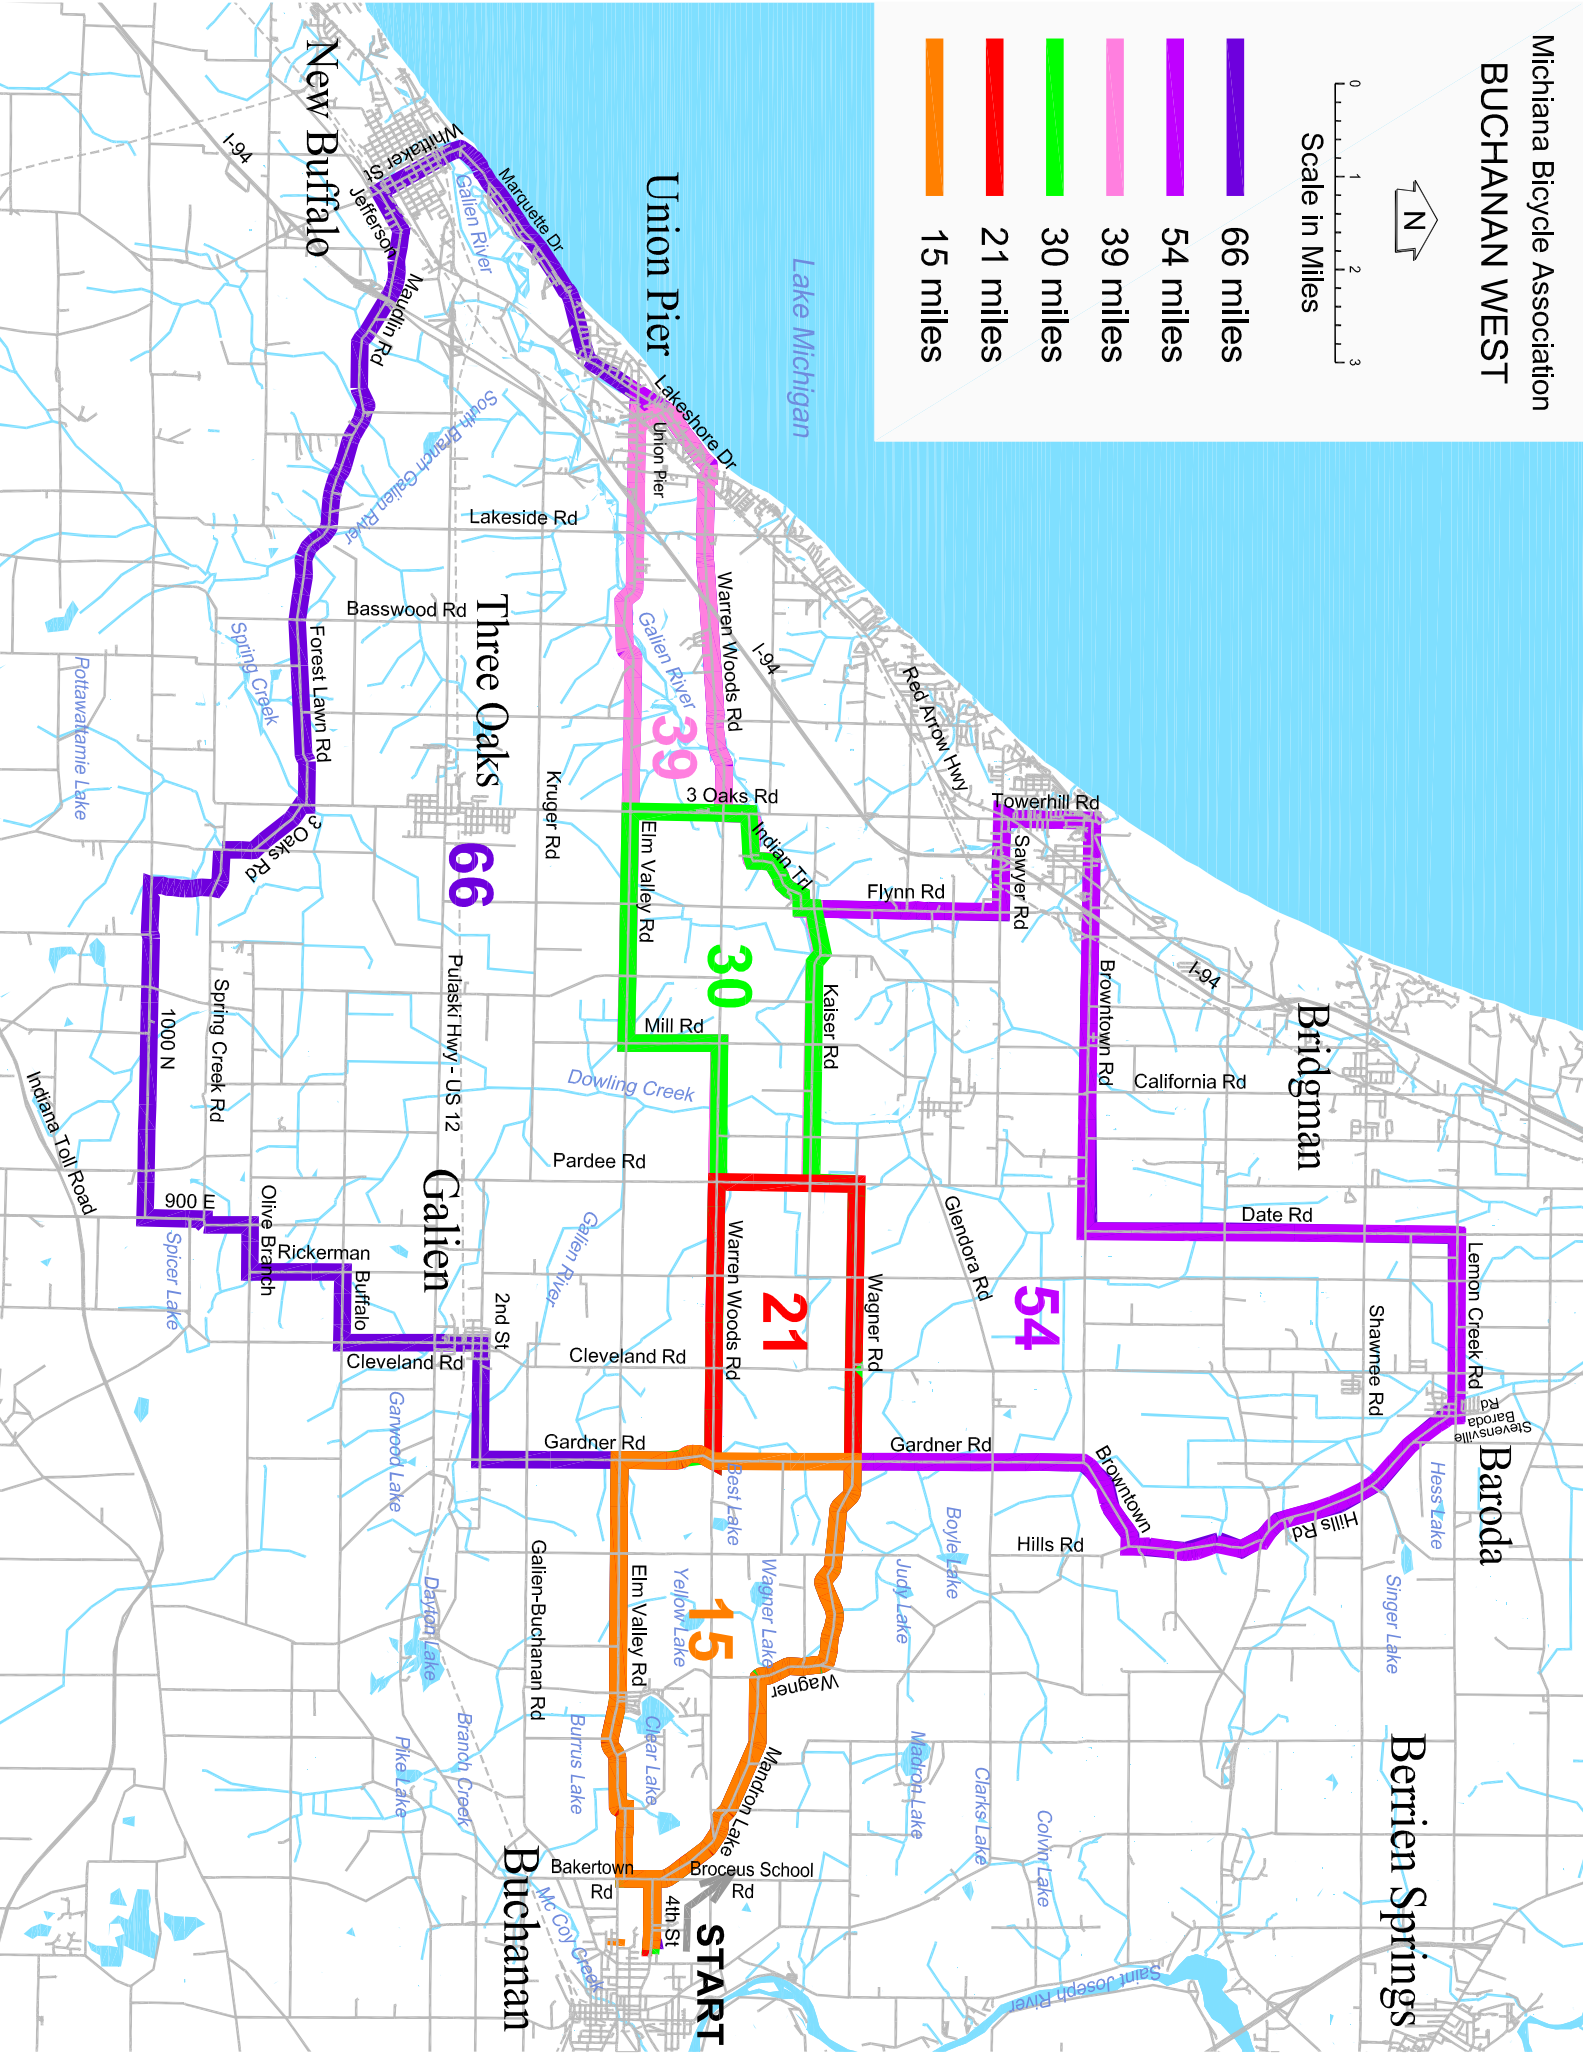 Michiana Bicycle Association
BUCHANAN WEST
N
0 1 2 3
Scale in Miles
66 miles
54 miles
39 miles
30 miles
21 miles
15 miles
Lake Michigan
Union Pier
New Buffalo
Three Oaks
Galien
Bridgman
Baroda
Berrien Springs
Buchanan
START
66
54
39
30
21
15
I-94
Whittaker
St
Jefferson
Galien River
Marquette Dr
Maudlin Rd
South Branch Galien River
Lakeshore Dr
Union Pier
Lakeside Rd
Basswood Rd
Warren Woods Rd
Galien River
I-94
Red Arrow Hwy
Forest Lawn Rd
Spring Creek
Pottawatamie Lake
3 Oaks Rd
Kruger Rd
3 Oaks Rd
Elm Valley Rd
Indian Trl
Flynn Rd
Towerhill Rd
Sawyer Rd
Browntown Rd
I-94
Kaiser Rd
Mill Rd
Dowling Creek
Pulaski Hwy - US 12
Spring Creek Rd
1000 N
Indiana Toll Road
California Rd
Pardee Rd
900 E
Olive Branch
Rickerman
Buffalo
Spicer Lake
Cleveland Rd
2nd St
Galien River
Cleveland Rd
Warren Woods Rd
Wagner Rd
Glendora Rd
Date Rd
Lemon Creek Rd
Shawnee Rd
Stevensville
Baroda
Rd
Gardner Rd
Gardner Rd
Browntown
Hills Rd
Hills Rd
Hess Lake
Singer Lake
Garwood Lake
Best Lake
Boyle Lake
Judy Lake
Wagner Lake
Yellow Lake
Elm Valley Rd
Galien-Buchanan Rd
Dayton Lake
Wagner
Clear Lake
Burrus Lake
Branch Creek
Pike Lake
Mandron Lake
Madron Lake
Clarks Lake
Colvin Lake
Bakertown
Rd
Broceus School
Rd
4th St
Mc Coy Creek
Saint Joseph River